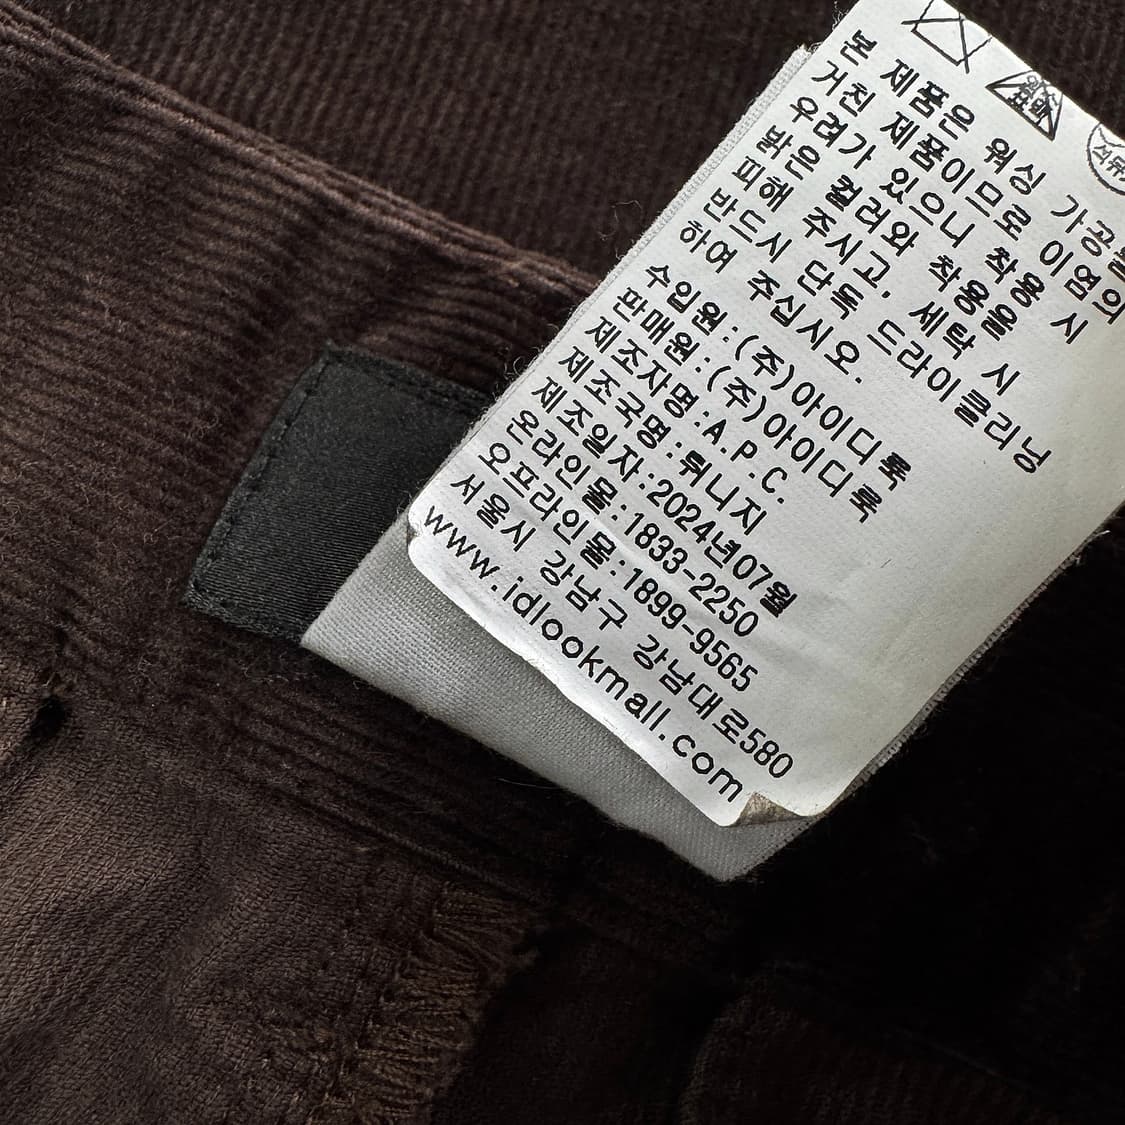 염소
표백
석유
본 제품은 워싱 가공을
거친 제품이므로 이염의
우려가 있으니 착용 시
밝은 컬러와 착용을
피해 주시고, 세탁 시
반드시 단독 드라이클리닝
하여 주십시오.
수입원:(주)아이디룩
판매원:(주)아이디룩
제조자명:A.P.C.
제조국명:튀니지
제조일자:2024년07월
온라인몰:1833-2250
오프라인몰:1899-9565
서울시 강남구 강남대로580
www.idlookmall.com